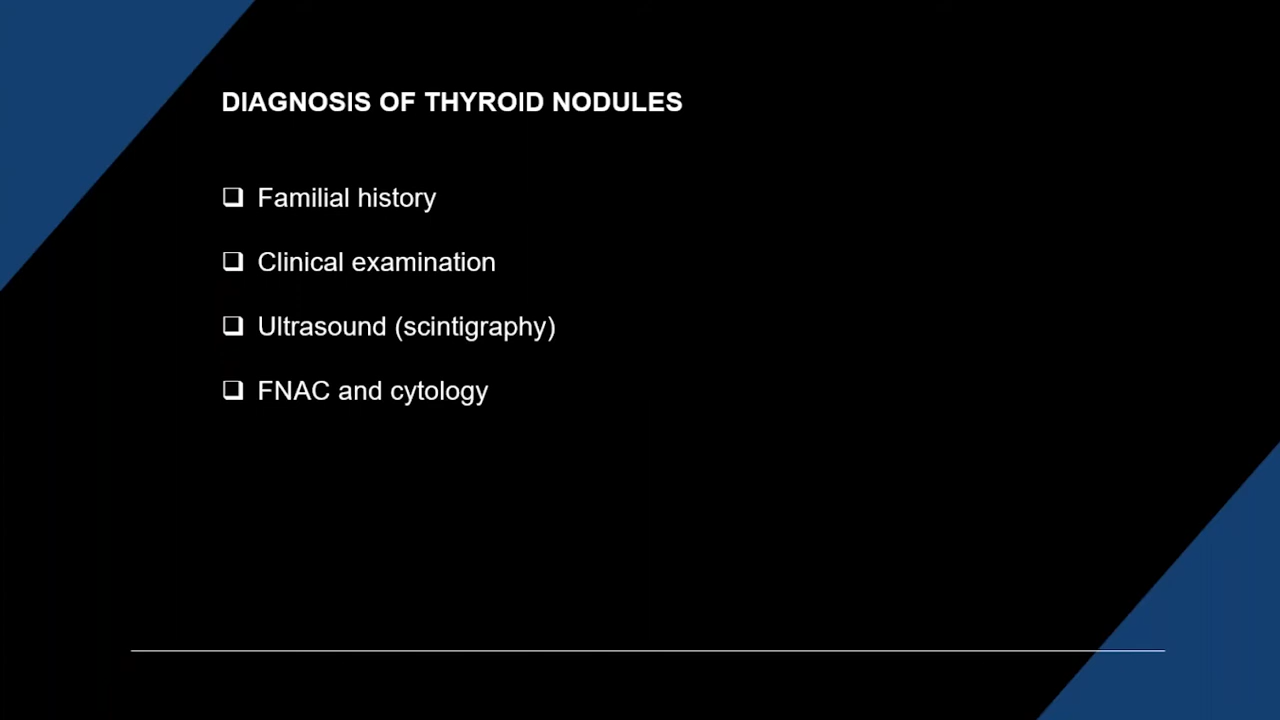 DIAGNOSIS OF THYROID NODULES
❑ Familial history
❑ Clinical examination
❑ Ultrasound (scintigraphy)
❑ FNAC and cytology